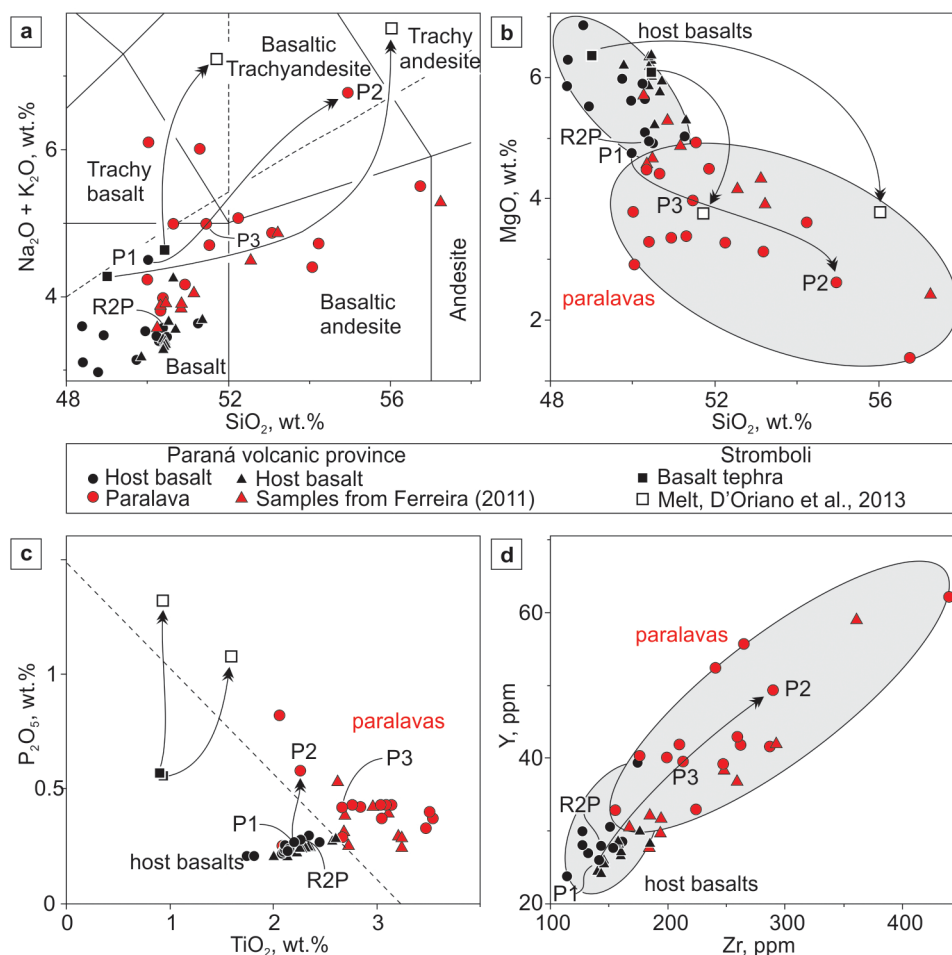 a
Basaltic
Trachyandesite
Trachy
andesite
P2
6
Trachy
basalt
P3
P1
R2P
Basalt
Basaltic
andesite
Andesite
4
Na2O + K2O, wt.%
48
52
56
SiO2, wt.%
b
host basalts
6
R2P
P1
4
P3
P2
paralavas
2
MgO, wt.%
48
52
56
SiO2, wt.%
Paraná volcanic province
Stromboli
Host basalt
Host basalt
Basalt tephra
Paralava
Samples from Ferreira (2011)
Melt, D'Oriano et al., 2013
c
1
paralavas
P2
P3
0.5
P1
host basalts
R2P
0
P2O5, wt.%
1
2
3
TiO2, wt.%
d
60
paralavas
P2
40
P3
R2P
P1
host basalts
20
Y, ppm
100
200
300
400
Zr, ppm